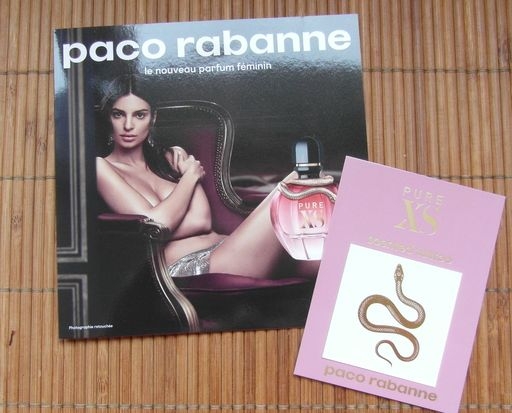 paco rabanne
le nouveau parfum féminin
PURE
XS
Photographie retouchée
PURE
XS
paco rabanne